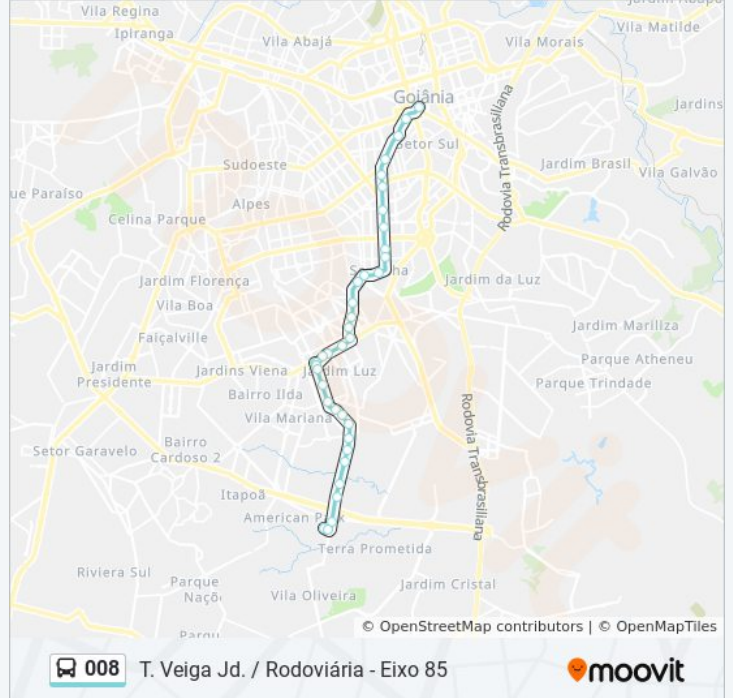 Vila Regina
Jardins Abapo
Ipiranga
Vila Abajá
Vila Morais
Vila Matilde
Goiânia
Jardins
Rodovia Transbrasiliana
Setor Sul
Sudoeste
Jardim Brasil
Vila Galvão
ue Paraíso
Alpes
Celina Parque
Jardim Florença
Jardim da Luz
Vila Boa
Jardim Mariliza
Faiçalville
Parque Atheneu
Jardim
Presidente
Jardins Viena
Jardim Luz
Parque Trindade
Bairro Ilda
Vila Mariana
Rodovia Transbrasiliana
Setor Garavelo
Bairro
Cardoso 2
Itapoã
American Park
Terra Prometida
Riviera Sul
Parque
Naçõe
Vila Oliveira
Jardim Cristal
Parqu
© OpenStreetMap contributors | © OpenMapTiles
008 T. Veiga Jd. / Rodoviária - Eixo 85
moovit